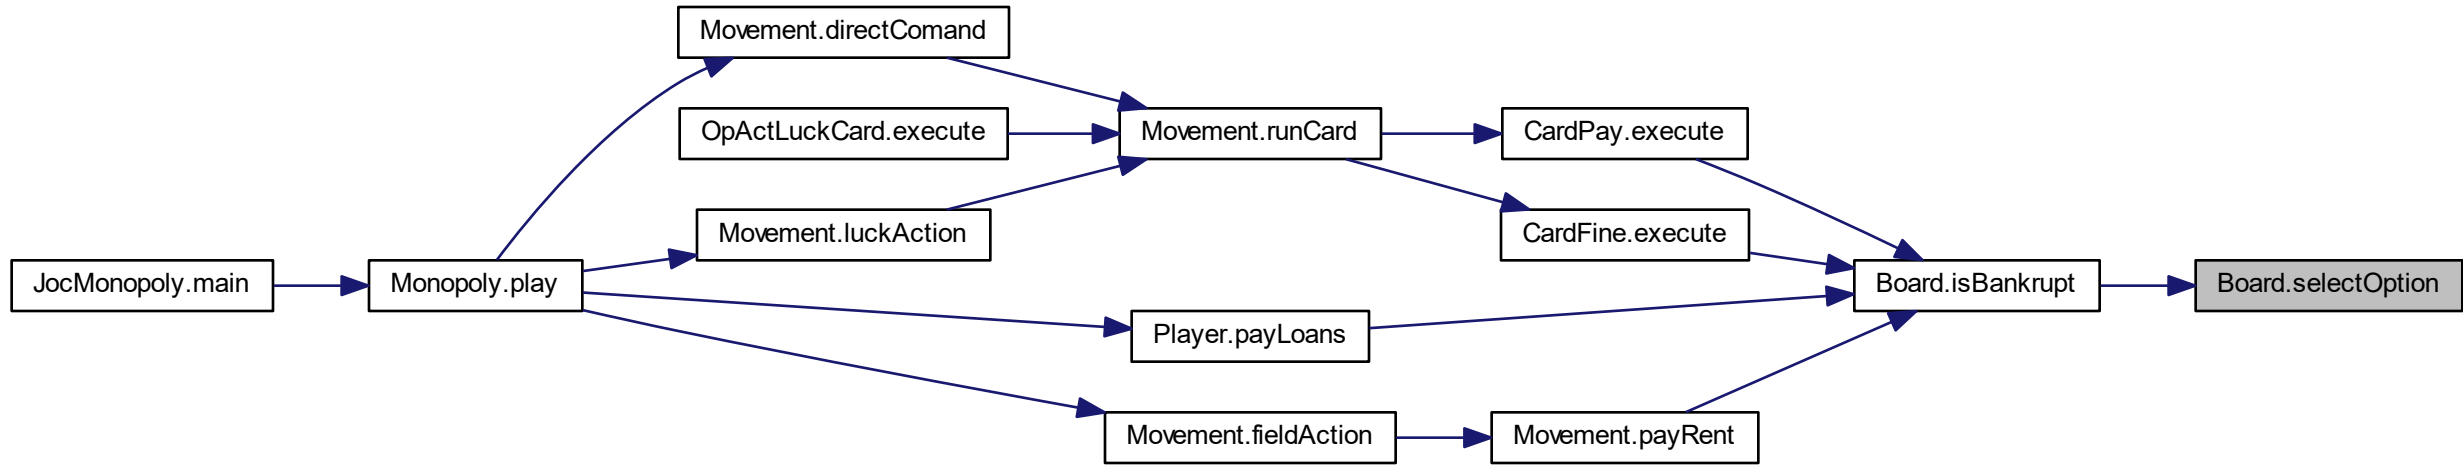 Movement.directComand
OpActLuckCard.execute
Movement.runCard
CardPay.execute
Movement.luckAction
CardFine.execute
JocMonopoly.main
Monopoly.play
Board.isBankrupt
Board.selectOption
Player.payLoans
Movement.fieldAction
Movement.payRent